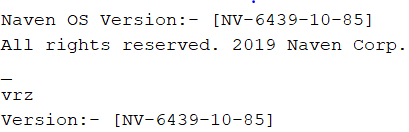 Naven OS Version:- [NV-6439-10-85]
All rights reserved. 2019 Naven Corp.
_
vrz
Version:- [NV-6439-10-85]